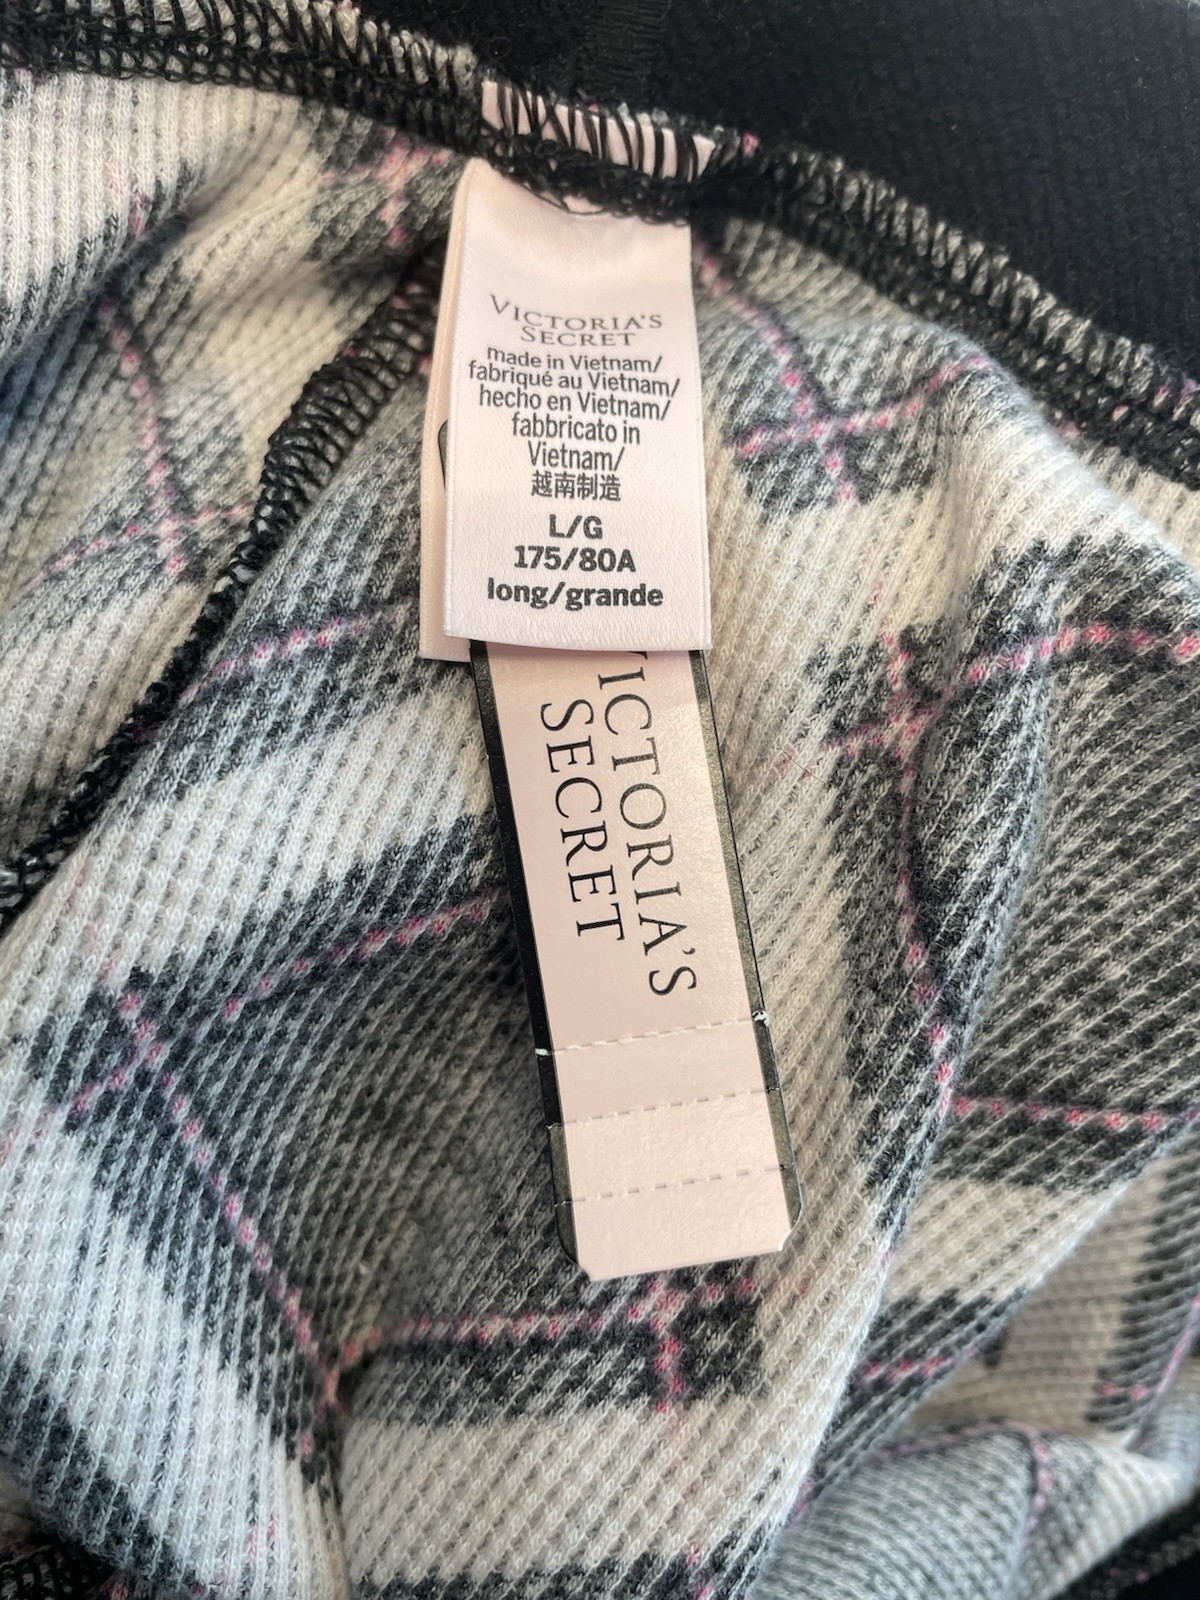 VICTORIA'S
SECRET
made in Vietnam/
fabriqué au Vietnam/
hecho en Vietnam/
fabbricato in
Vietnam/
越南制造
L/G
175/80A
long/grande
VICTORIA'S
SECRET